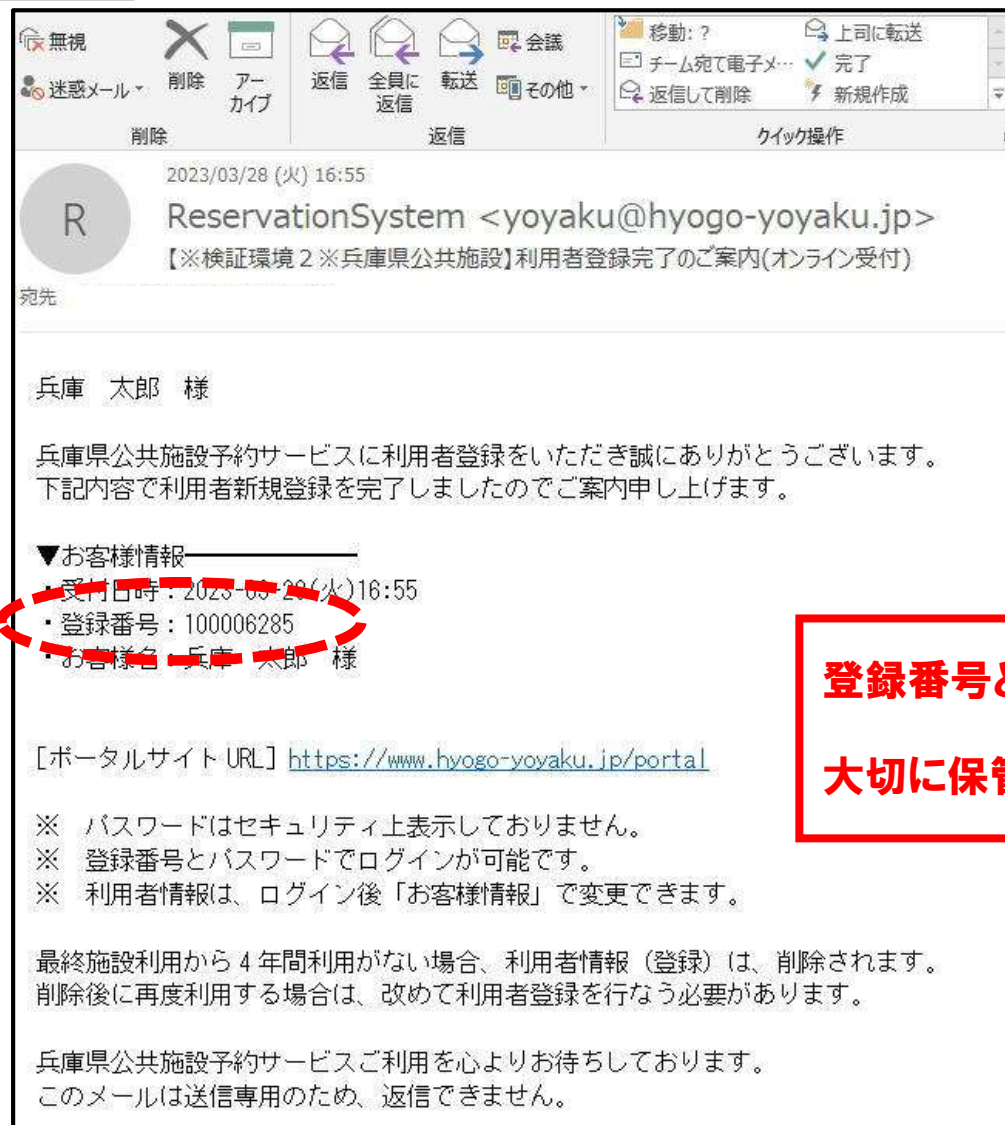 無視
迷惑メール
削除
アー
カイブ
返信
全員に
返信
転送
会議
その他
移動: ?
チーム宛て電子メ…
返信して削除
上司に転送
完了
新規作成
削除
返信
クイック操作
2023/03/28 (火) 16:55
R
ReservationSystem <yoyaku@hyogo-yoyaku.jp>
【※検証環境２※兵庫県公共施設】利用者登録完了のご案内(オンライン受付)
宛先
兵庫　太郎　様
兵庫県公共施設予約サービスに利用者登録をいただき誠にありがとうございます。
下記内容で利用者新規登録を完了しましたのでご案内申し上げます。
▼お客様情報━━━━━━━
・受付日時：2023-03-28(火)16:55
・登録番号：100006285
・お客様名：兵庫　太郎　様
登録番号と
大切に保管
[ポータルサイト URL] https://www.hyogo-yoyaku.jp/portal
※　パスワードはセキュリティ上表示しておりません。
※　登録番号とパスワードでログインが可能です。
※　利用者情報は、ログイン後「お客様情報」で変更できます。
最終施設利用から４年間利用がない場合、利用者情報（登録）は、削除されます。
削除後に再度利用する場合は、改めて利用者登録を行なう必要があります。
兵庫県公共施設予約サービスご利用を心よりお待ちしております。
このメールは送信専用のため、返信できません。